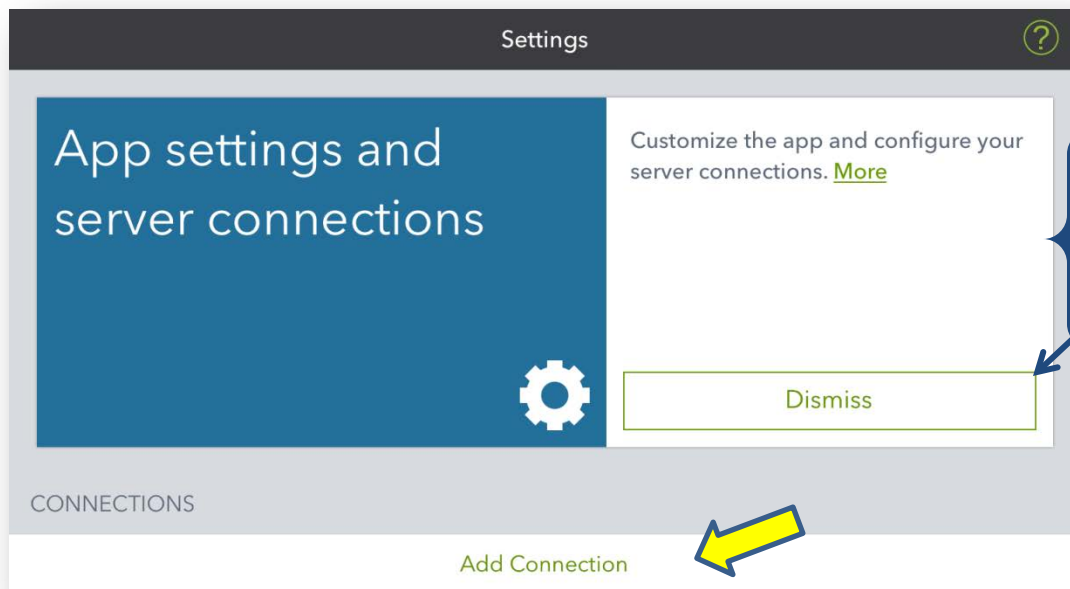 Settings
?
App settings and
server connections
Customize the app and configure your
server connections. More
Dismiss
CONNECTIONS
Add Connection